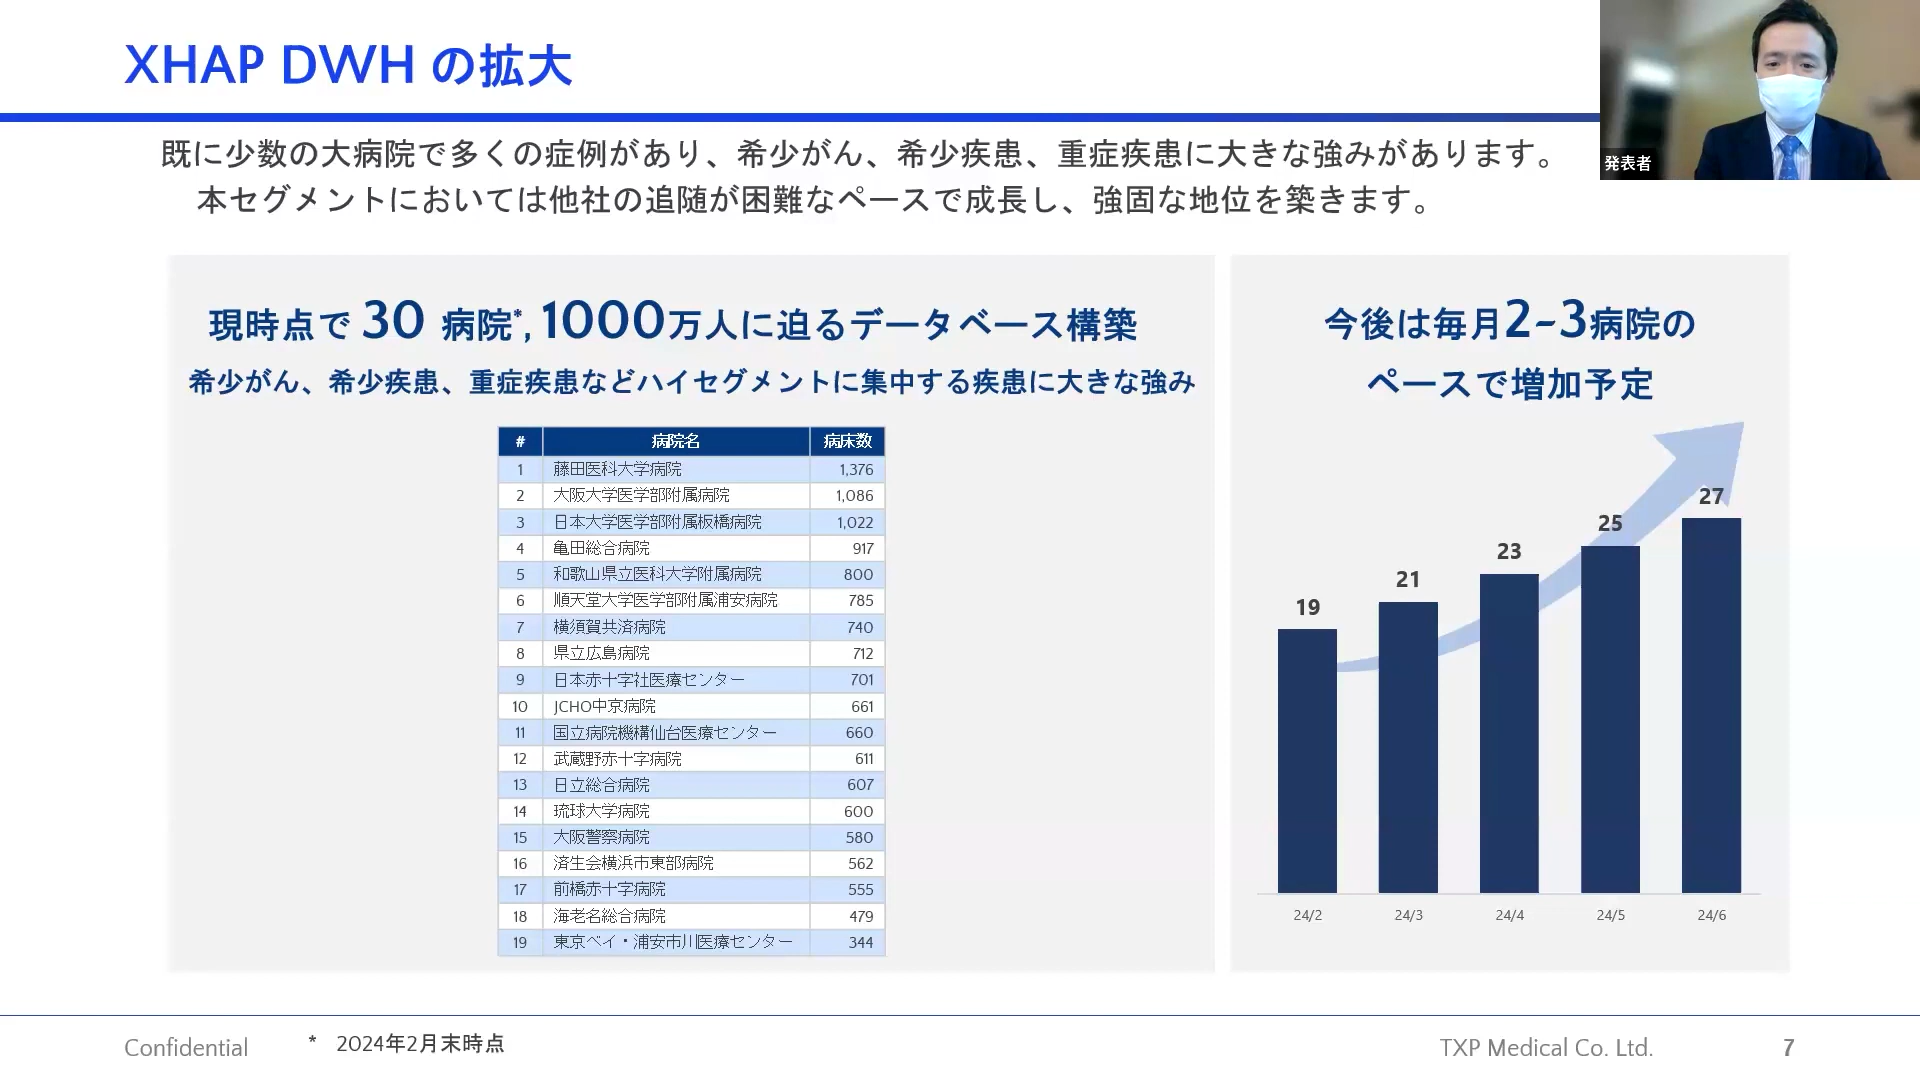 XHAP DWH の拡大
発表者
既に少数の大病院で多くの症例があり、希少がん、希少疾患、重症疾患に大きな強みがあります。
本セグメントにおいては他社の追随が困難なペースで成長し、強固な地位を築きます。
現時点で 30 病院*, 1000万人に迫るデータベース構築
希少がん、希少疾患、重症疾患などハイセグメントに集中する疾患に大きな強み
# 病院名 病床数
1 藤田医科大学病院 1,376
2 大阪大学医学部附属病院 1,086
3 日本大学医学部附属板橋病院 1,022
4 亀田総合病院 917
5 和歌山県立医科大学附属病院 800
6 順天堂大学医学部附属浦安病院 785
7 横須賀共済病院 740
8 県立広島病院 712
9 日本赤十字社医療センター 701
10 JCHO中京病院 661
11 国立病院機構仙台医療センター 660
12 武蔵野赤十字病院 611
13 日立総合病院 607
14 琉球大学病院 600
15 大阪警察病院 580
16 済生会横浜市東部病院 562
17 前橋赤十字病院 555
18 海老名総合病院 479
19 東京ベイ・浦安市川医療センター 344
今後は毎月2~3病院の
ペースで増加予定
19 21 23 25 27
24/2 24/3 24/4 24/5 24/6
Confidential
* 2024年2月末時点
TXP Medical Co. Ltd.
7